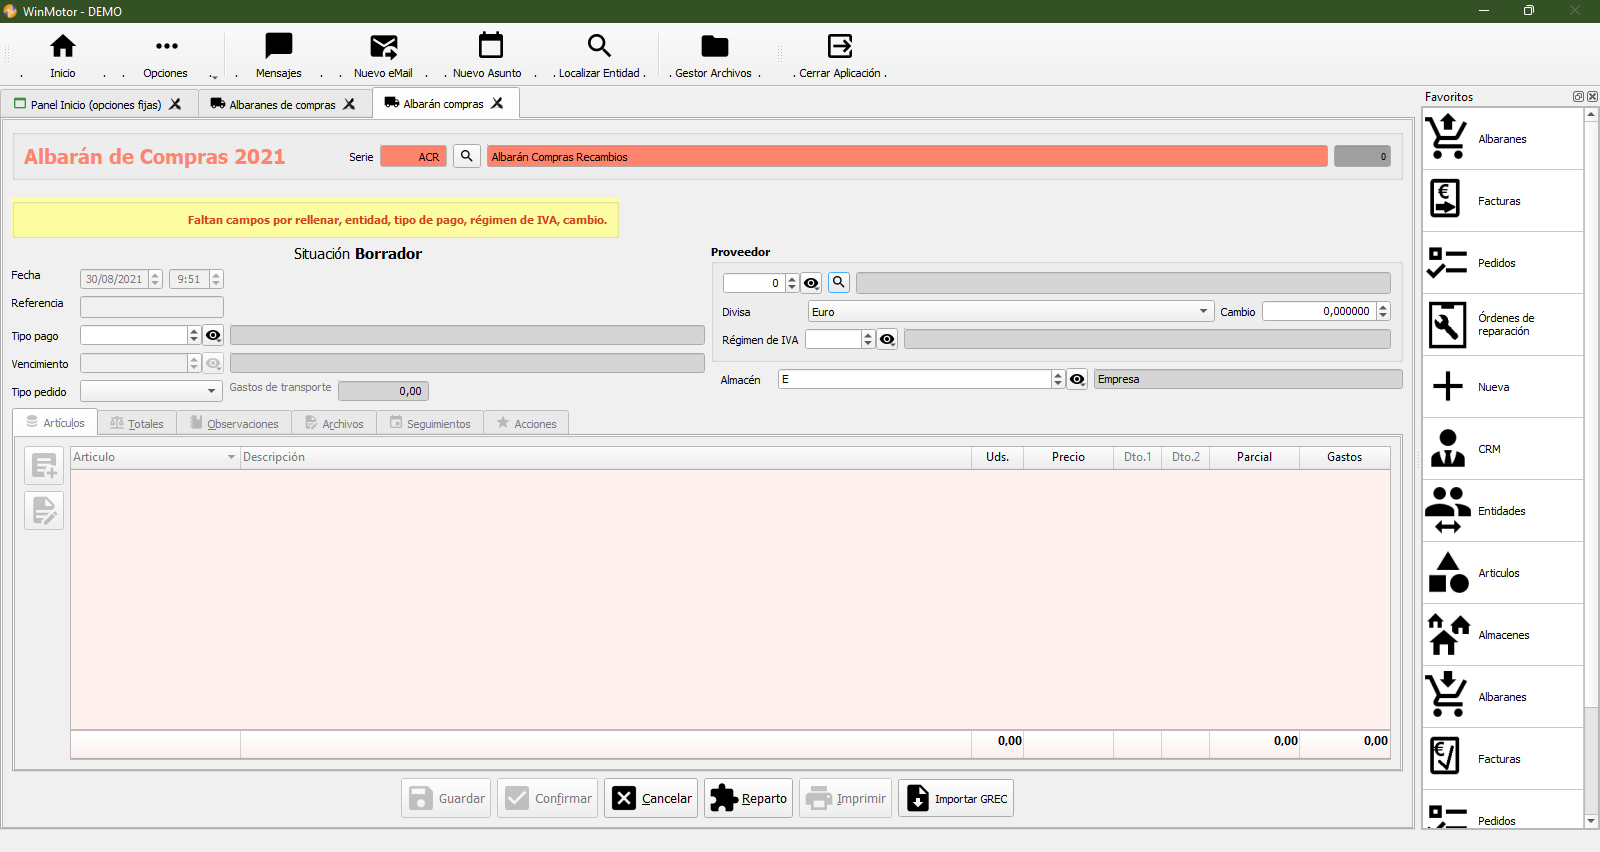 WinMotor - DEMO
. Inicio .
. Opciones .
. Mensajes .
. Nuevo eMail .
. Nuevo Asunto .
. Localizar Entidad .
. Gestor Archivos .
. Cerrar Aplicación .
Panel Inicio (opciones fijas)
Albaranes de compras
Albarán compras
Albarán de Compras 2021
Serie ACR Albarán Compras Recambios 0
Faltan campos por rellenar, entidad, tipo de pago, régimen de IVA, cambio.
Situación Borrador
Fecha 30/08/2021 9:51
Referencia
Tipo pago
Vencimiento
Tipo pedido Gastos de transporte 0,00
Proveedor
0
Divisa Euro Cambio 0,000000
Régimen de IVA
Almacén E Empresa
Artículos
Totales
Observaciones
Archivos
Seguimientos
Acciones
Articulo Descripción Uds. Precio Dto.1 Dto.2 Parcial Gastos
0,00 0,00 0,00
Guardar
Confirmar
Cancelar
Reparto
Imprimir
Importar GREC
Favoritos
Albaranes
Facturas
Pedidos
Órdenes de
reparación
Nueva
CRM
Entidades
Articulos
Almacenes
Albaranes
Facturas
Pedidos